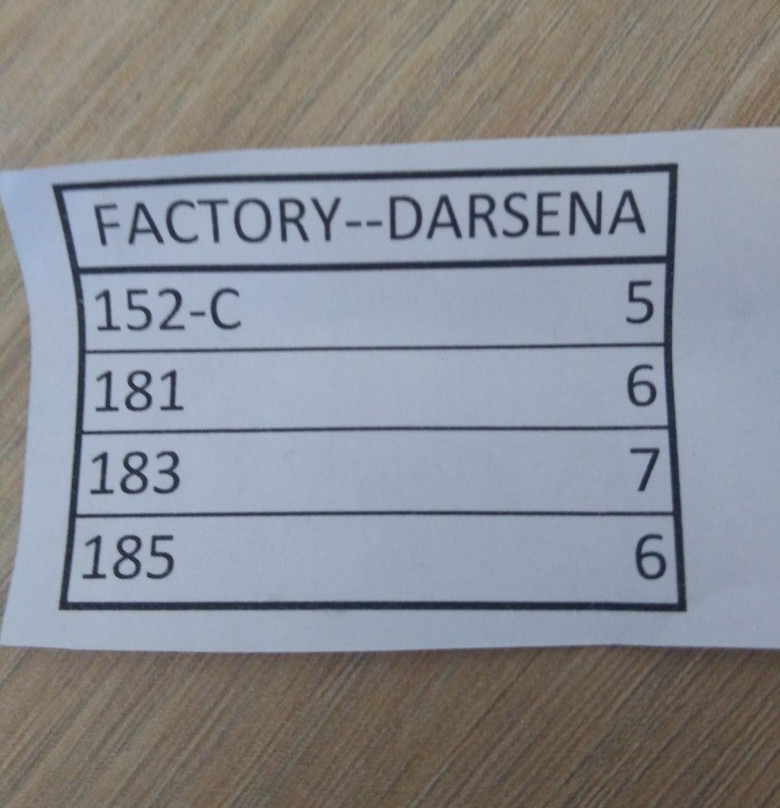 FACTORY--DARSENA
152-C 5
181 6
183 7
185 6